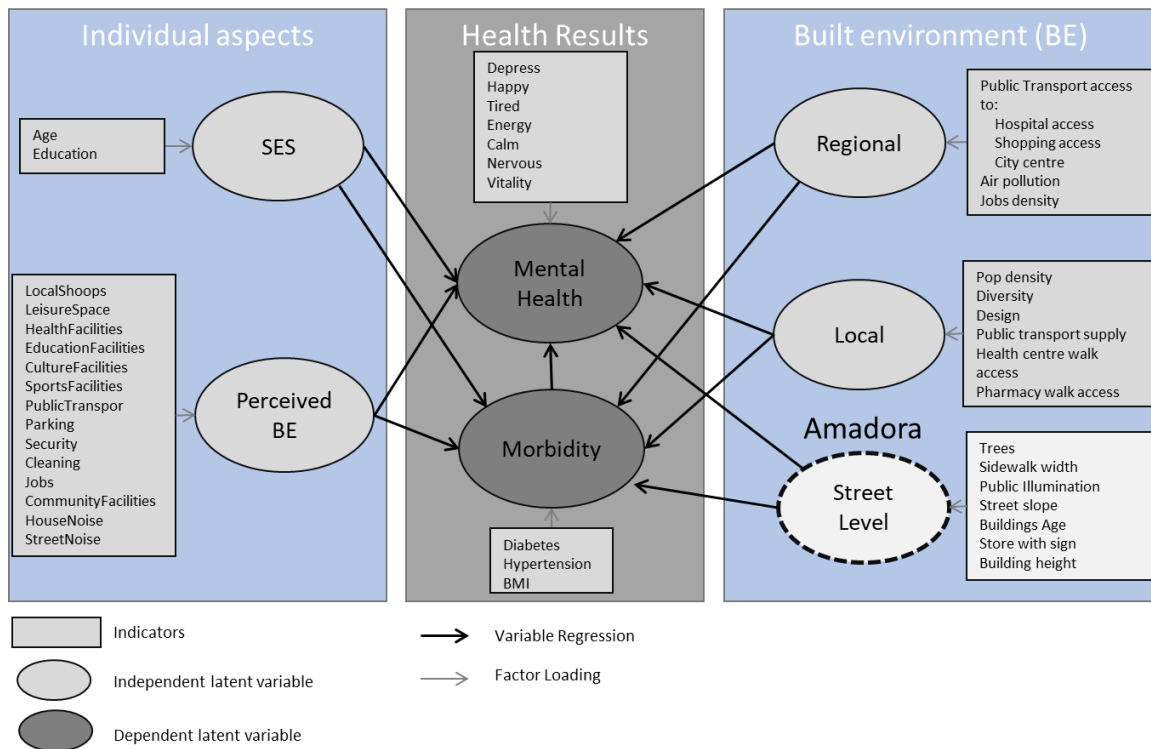 Individual aspects
Age
Education
SES
LocalShoops
LeisureSpace
HealthFacilities
EducationFacilities
CultureFacilities
SportsFacilities
PublicTranspor
Parking
Security
Cleaning
Jobs
CommunityFacilities
HouseNoise
StreetNoise
Perceived
BE
Health Results
Depress
Happy
Tired
Energy
Calm
Nervous
Vitality
Mental
Health
Morbidity
Diabetes
Hypertension
BMI
Built environment (BE)
Regional
Public Transport access
to:
Hospital access
Shopping access
City centre
Air pollution
Jobs density
Local
Pop density
Diversity
Design
Public transport supply
Health centre walk
access
Pharmacy walk access
Amadora
Street
Level
Trees
Sidewalk width
Public Illumination
Street slope
Buildings Age
Store with sign
Building height
Indicators
Independent latent variable
Dependent latent variable
Variable Regression
Factor Loading